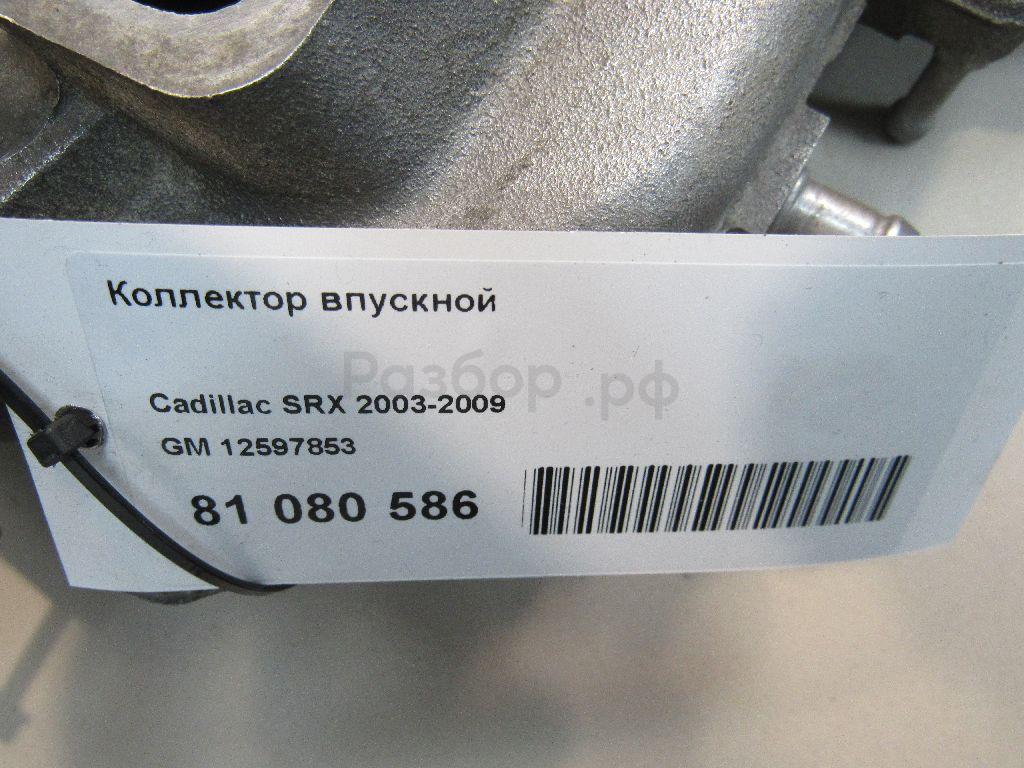 Коллектор впускной
Разбор.рф
Cadillac SRX 2003-2009
GM 12597853
81 080 586